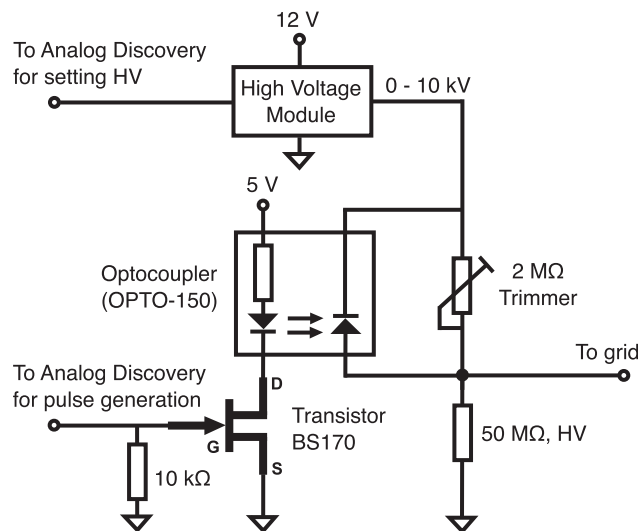 12 V
To Analog Discovery
for setting HV
High Voltage
Module
0 - 10 kV
5 V
Optocoupler
(OPTO-150)
2 MΩ
Trimmer
To grid
To Analog Discovery
for pulse generation
D
Transistor
BS170
G
S
10 kΩ
50 MΩ, HV